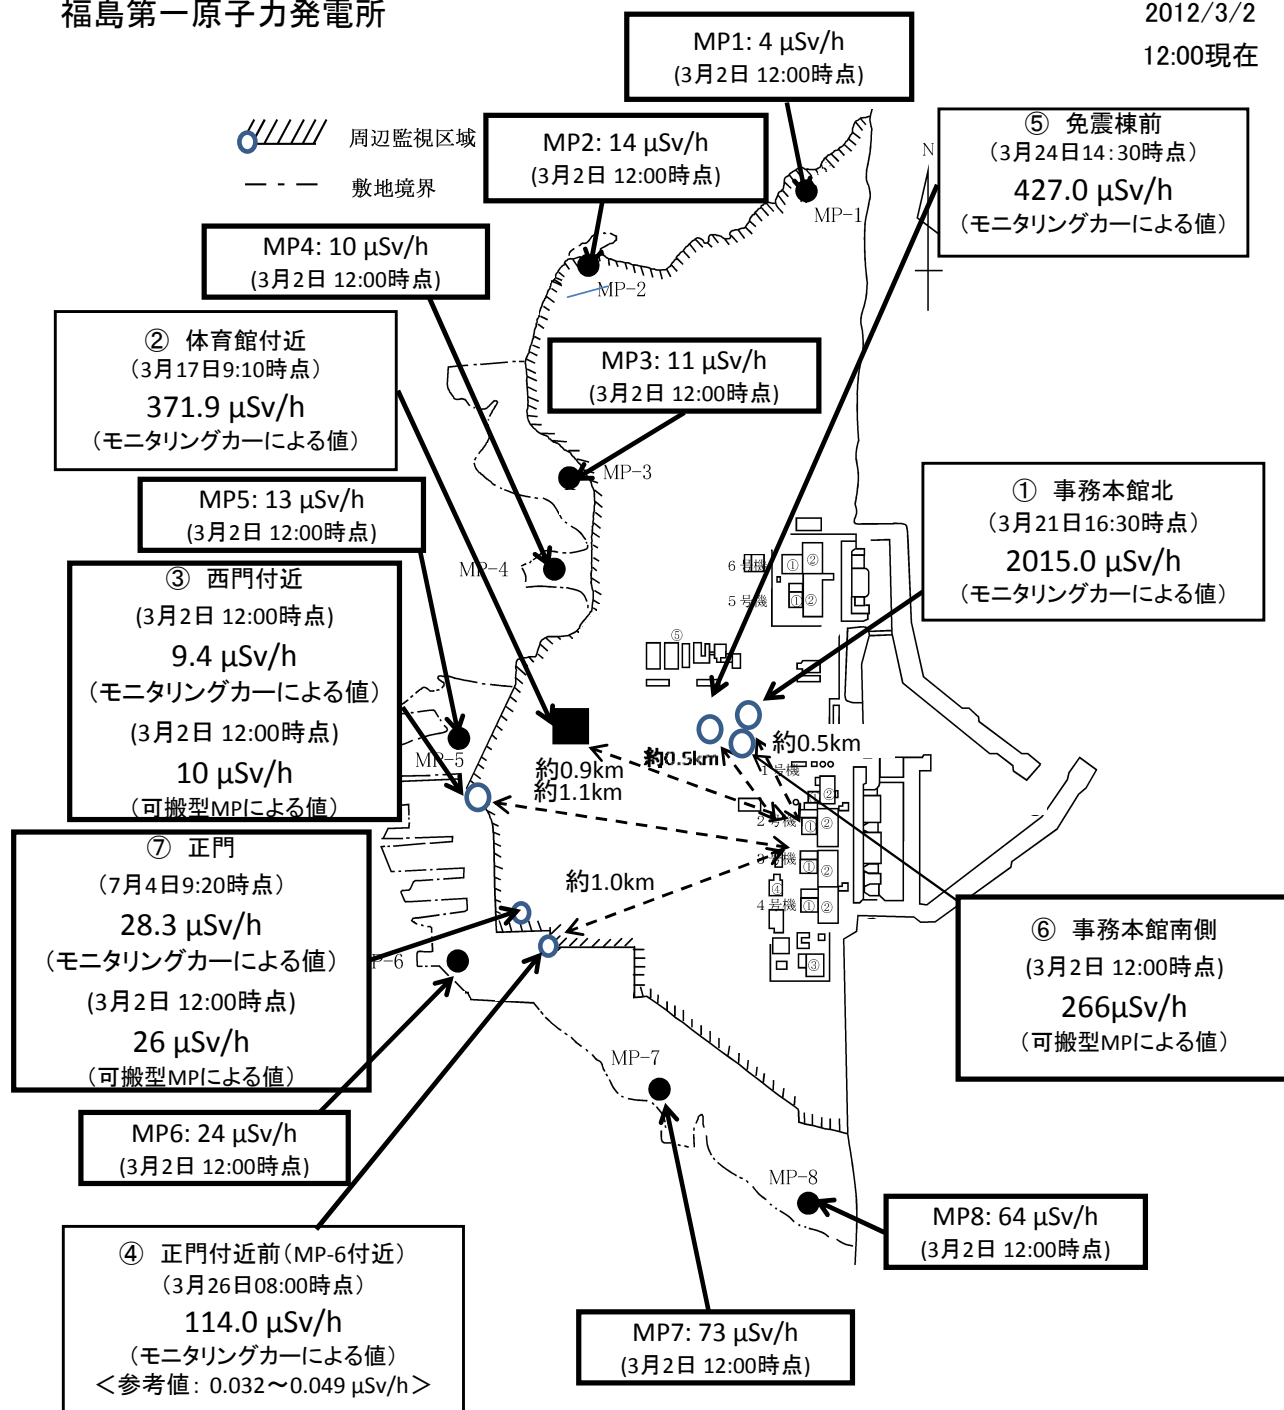 福島第一原子力発電所
2012/3/2
12:00現在
周辺監視区域
敷地境界
MP1: 4 μSv/h
(3月2日 12:00時点)
MP2: 14 μSv/h
(3月2日 12:00時点)
⑤ 免震棟前
(3月24日14:30時点)
427.0 μSv/h
(モニタリングカーによる値)
N
MP-1
MP4: 10 μSv/h
(3月2日 12:00時点)
MP-2
② 体育館付近
(3月17日9:10時点)
371.9 μSv/h
(モニタリングカーによる値)
MP3: 11 μSv/h
(3月2日 12:00時点)
MP-3
MP5: 13 μSv/h
(3月2日 12:00時点)
① 事務本館北
(3月21日16:30時点)
2015.0 μSv/h
(モニタリングカーによる値)
MP-4
③ 西門付近
(3月2日 12:00時点)
9.4 μSv/h
(モニタリングカーによる値)
(3月2日 12:00時点)
10 μSv/h
(可搬型MPによる値)
6号機
① ②
5号機
① ②
⑤
MP-5
約0.9km
約1.1km
約0.5km
約0.5km
1号機
②
2号機
① ②
3号機
① ②
④
4号機
① ②
③
約1.0km
⑦ 正門
(7月4日9:20時点)
28.3 μSv/h
(モニタリングカーによる値)
(3月2日 12:00時点)
26 μSv/h
(可搬型MPによる値)
P-6
⑥ 事務本館南側
(3月2日 12:00時点)
266μSv/h
(可搬型MPによる値)
MP-7
MP6: 24 μSv/h
(3月2日 12:00時点)
MP-8
MP8: 64 μSv/h
(3月2日 12:00時点)
④ 正門付近前(MP-6付近)
(3月26日08:00時点)
114.0 μSv/h
(モニタリングカーによる値)
<参考値: 0.032~0.049 μSv/h>
MP7: 73 μSv/h
(3月2日 12:00時点)